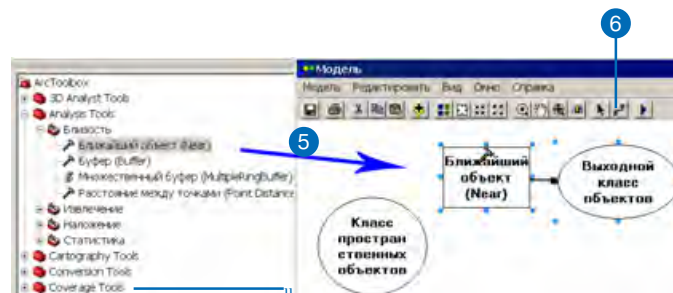 6
ArcToolbox
3D Analyst Tools
Analysis Tools
Близость
Ближайший объект (Near)
Буфер (Buffer)
Множественный буфер (MultipleRingBuffer)
Расстояние между точками (Point Distance
Извлечение
Наложение
Статистика
Cartography Tools
Conversion Tools
Coverage Tools
5
Модель
Модель Редактировать Вид Окно Справка
Ближайший
объект
(Near)
Выходной
класс
объектов
Класс
простран
ственных
объектов